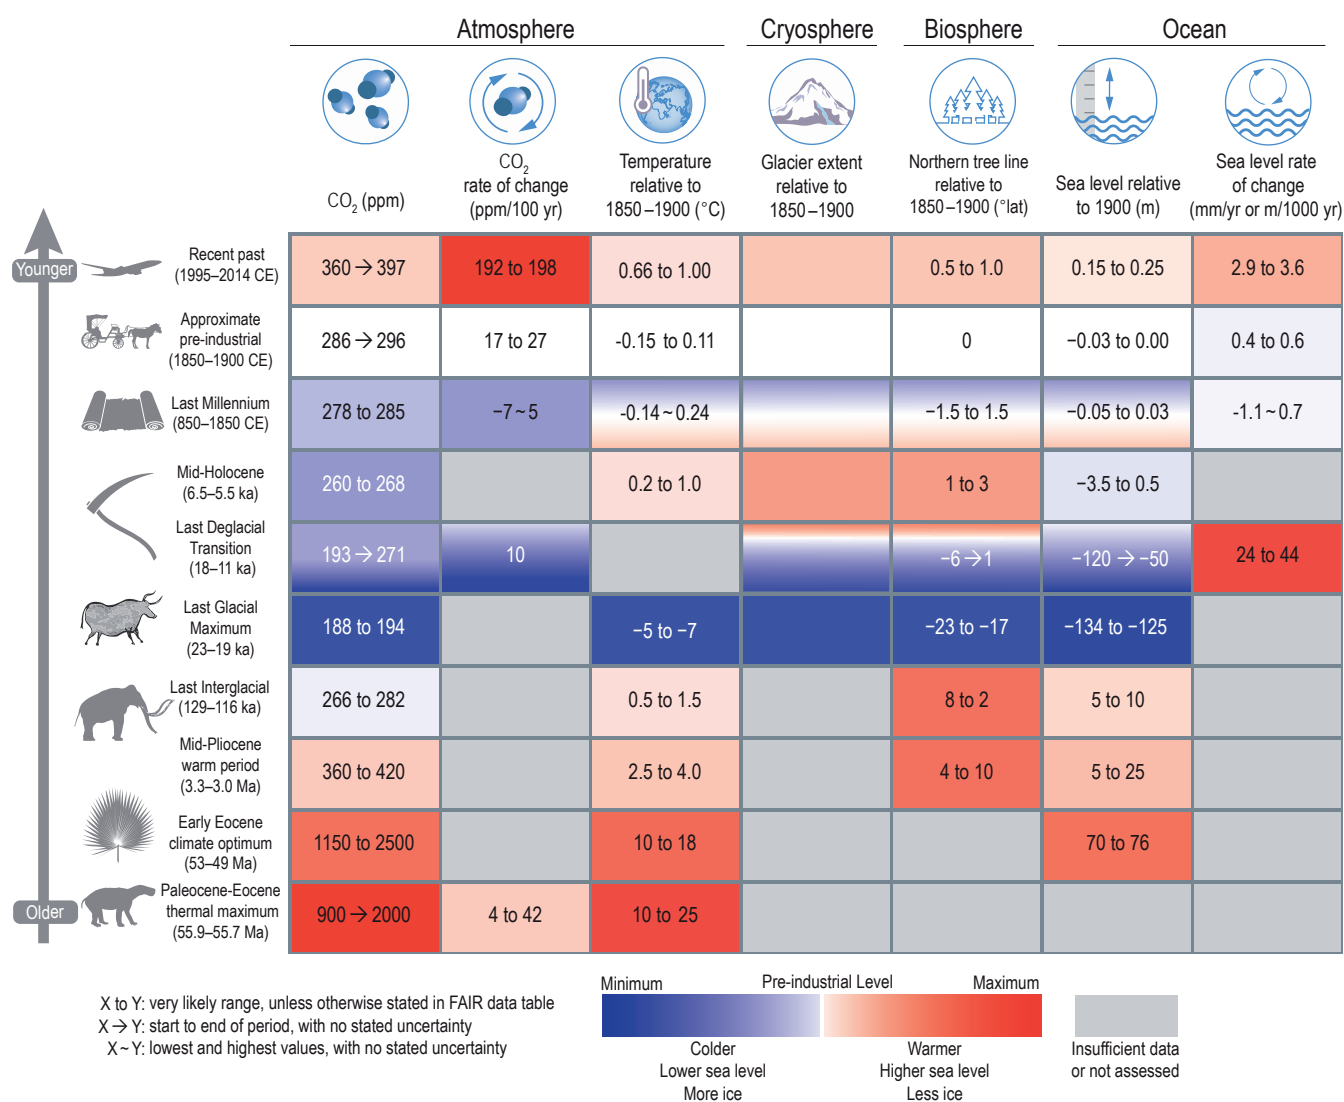 Atmosphere Cryosphere Biosphere Ocean
CO2 (ppm)
CO2
rate of change
(ppm/100 yr)
Temperature
relative to
1850–1900 (°C)
Glacier extent
relative to
1850–1900
Northern tree line
relative to
1850–1900 (°lat)
Sea level relative
to 1900 (m)
Sea level rate
of change
(mm/yr or m/1000 yr)
Younger
Recent past
(1995–2014 CE)
360 → 397 192 to 198 0.66 to 1.00 0.5 to 1.0 0.15 to 0.25 2.9 to 3.6
Approximate
pre-industrial
(1850–1900 CE)
286 → 296 17 to 27 -0.15 to 0.11 0 −0.03 to 0.00 0.4 to 0.6
Last Millennium
(850–1850 CE)
278 to 285 −7 ~ 5 -0.14 ~ 0.24 −1.5 to 1.5 −0.05 to 0.03 -1.1 ~ 0.7
Mid-Holocene
(6.5–5.5 ka)
260 to 268 0.2 to 1.0 1 to 3 −3.5 to 0.5
Last Deglacial
Transition
(18–11 ka)
193 → 271 10 −6 → 1 −120 → −50 24 to 44
Last Glacial
Maximum
(23–19 ka)
188 to 194 −5 to −7 −23 to −17 −134 to −125
Last Interglacial
(129–116 ka)
266 to 282 0.5 to 1.5 8 to 2 5 to 10
Mid-Pliocene
warm period
(3.3–3.0 Ma)
360 to 420 2.5 to 4.0 4 to 10 5 to 25
Early Eocene
climate optimum
(53–49 Ma)
1150 to 2500 10 to 18 70 to 76
Older
Paleocene-Eocene
thermal maximum
(55.9–55.7 Ma)
900 → 2000 4 to 42 10 to 25
X to Y: very likely range, unless otherwise stated in FAIR data table
X → Y: start to end of period, with no stated uncertainty
X ~ Y: lowest and highest values, with no stated uncertainty
Minimum Pre-industrial Level Maximum
Colder
Lower sea level
More ice
Warmer
Higher sea level
Less ice
Insufficient data
or not assessed